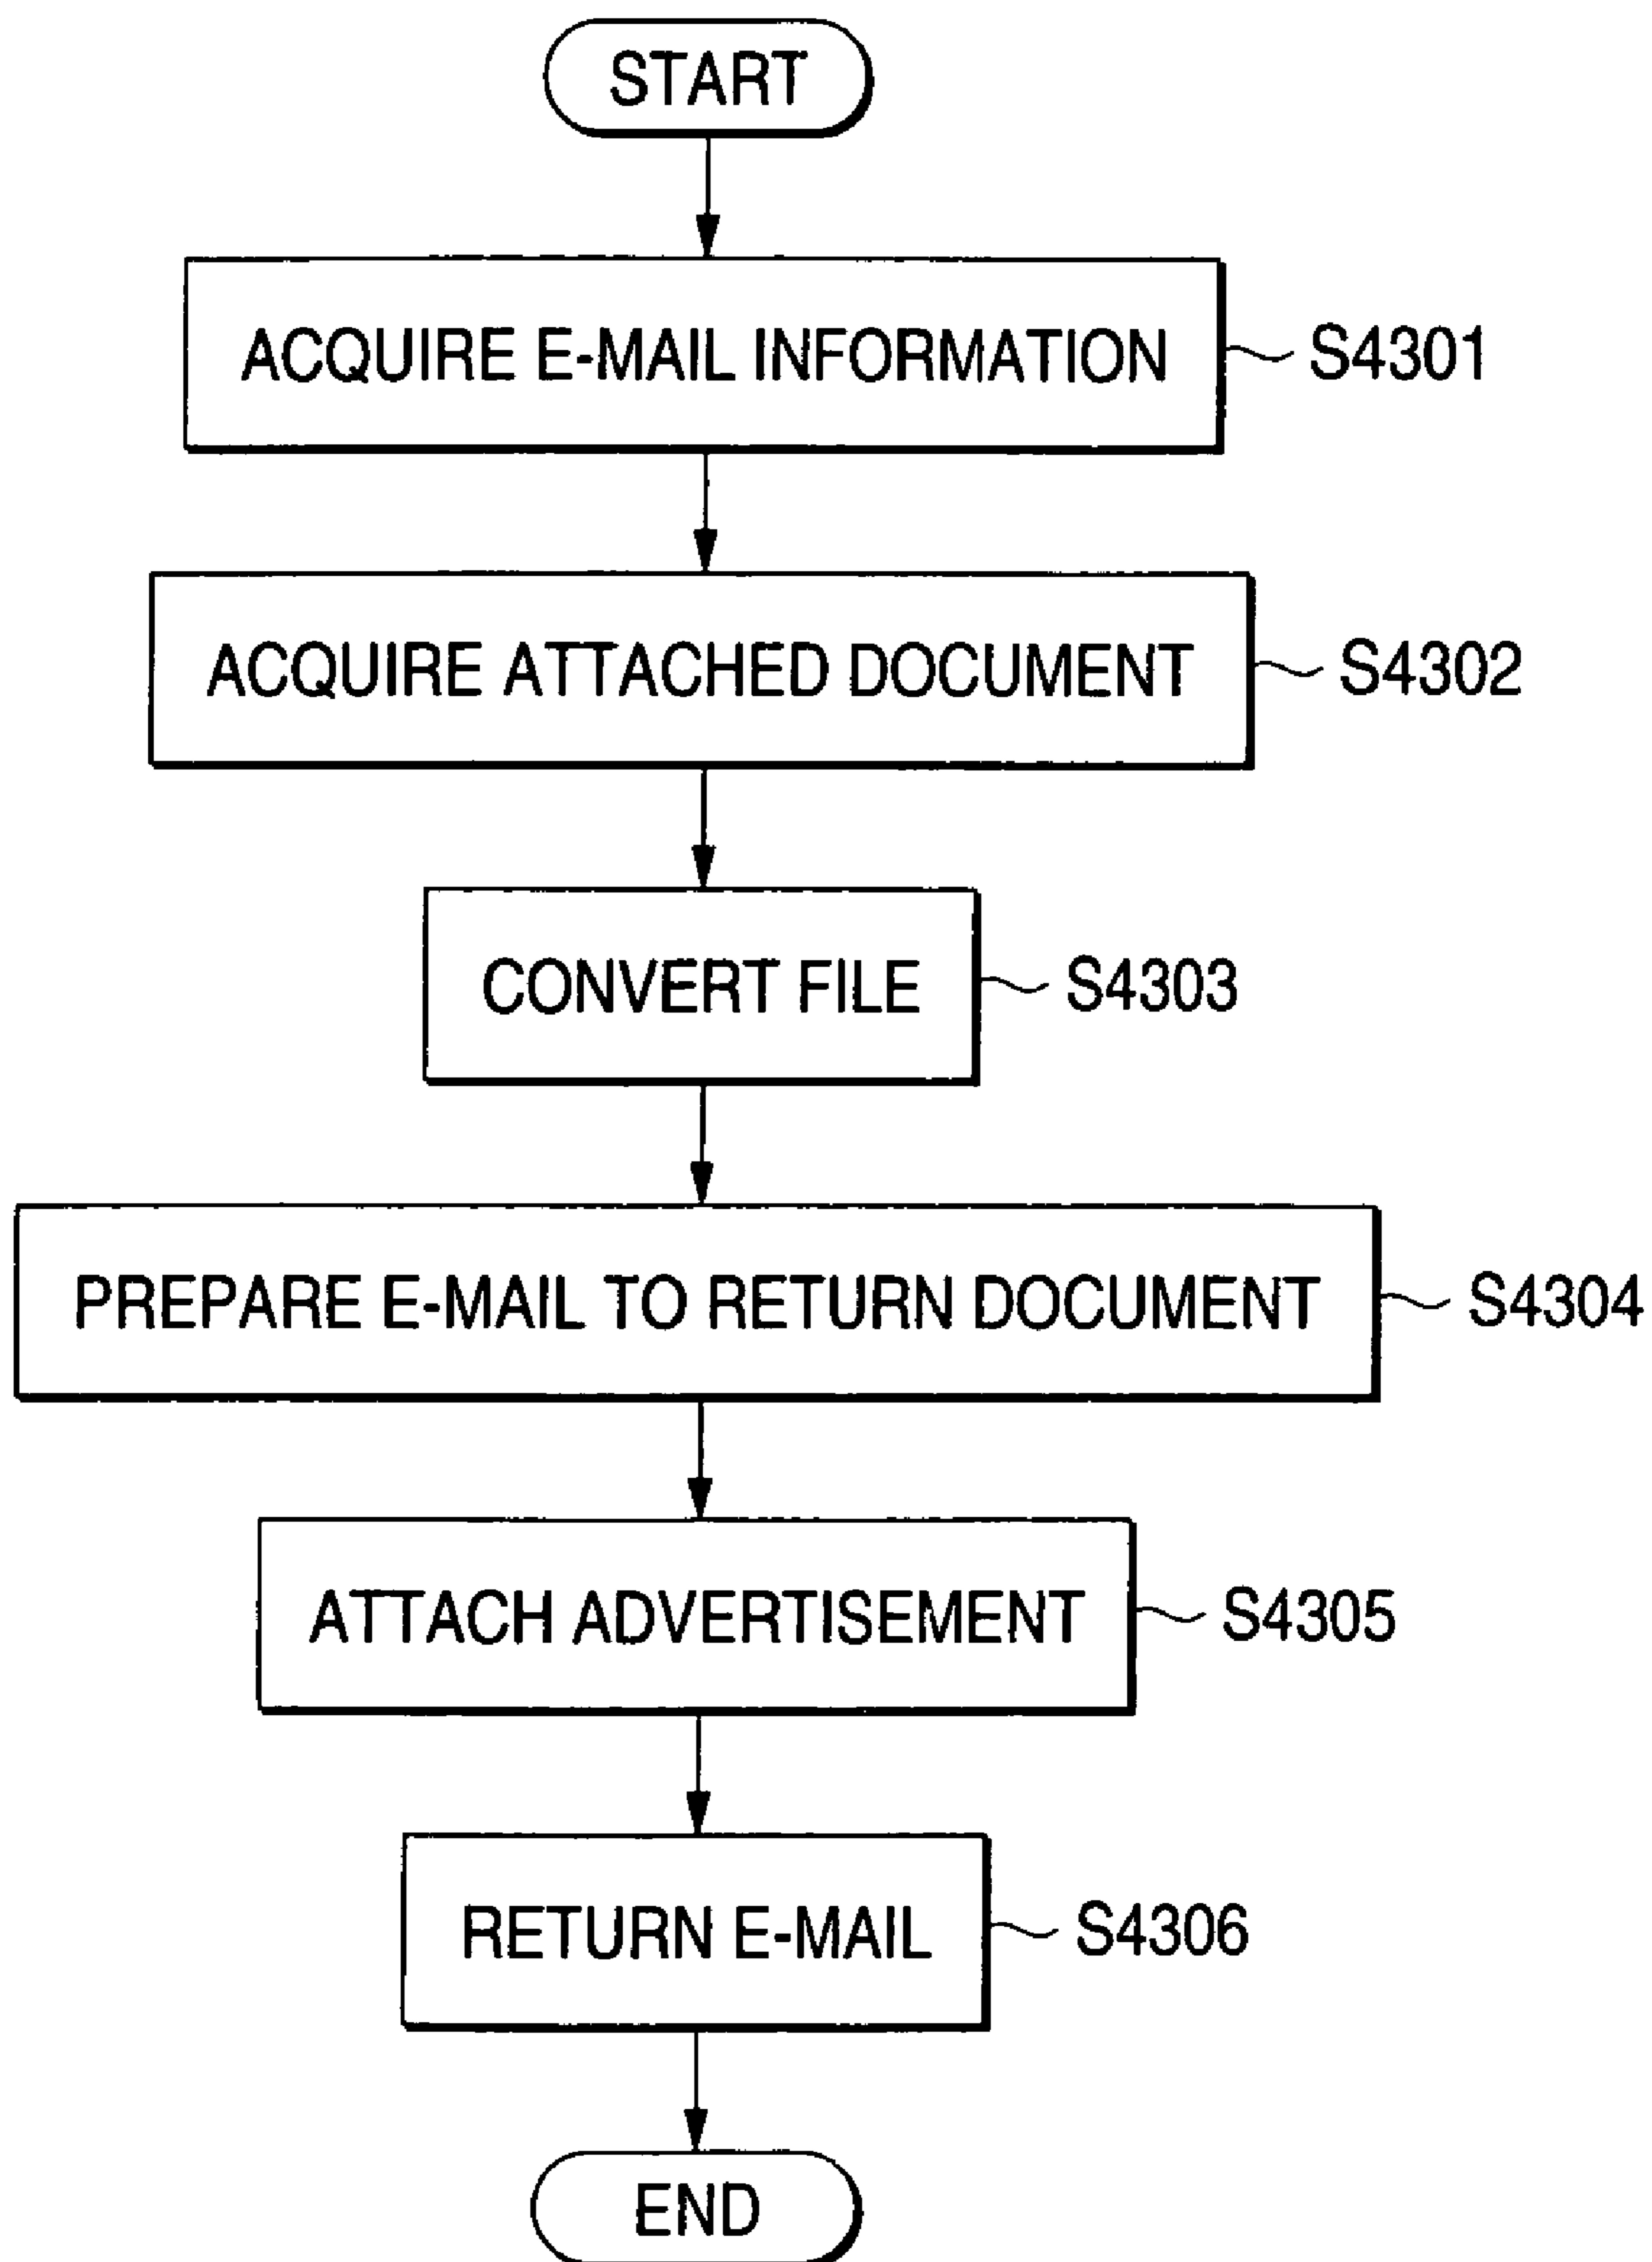 START
ACQUIRE E-MAIL INFORMATION S4301
ACQUIRE ATTACHED DOCUMENT S4302
CONVERT FILE S4303
PREPARE E-MAIL TO RETURN DOCUMENT S4304
ATTACH ADVERTISEMENT S4305
RETURN E-MAIL S4306
END